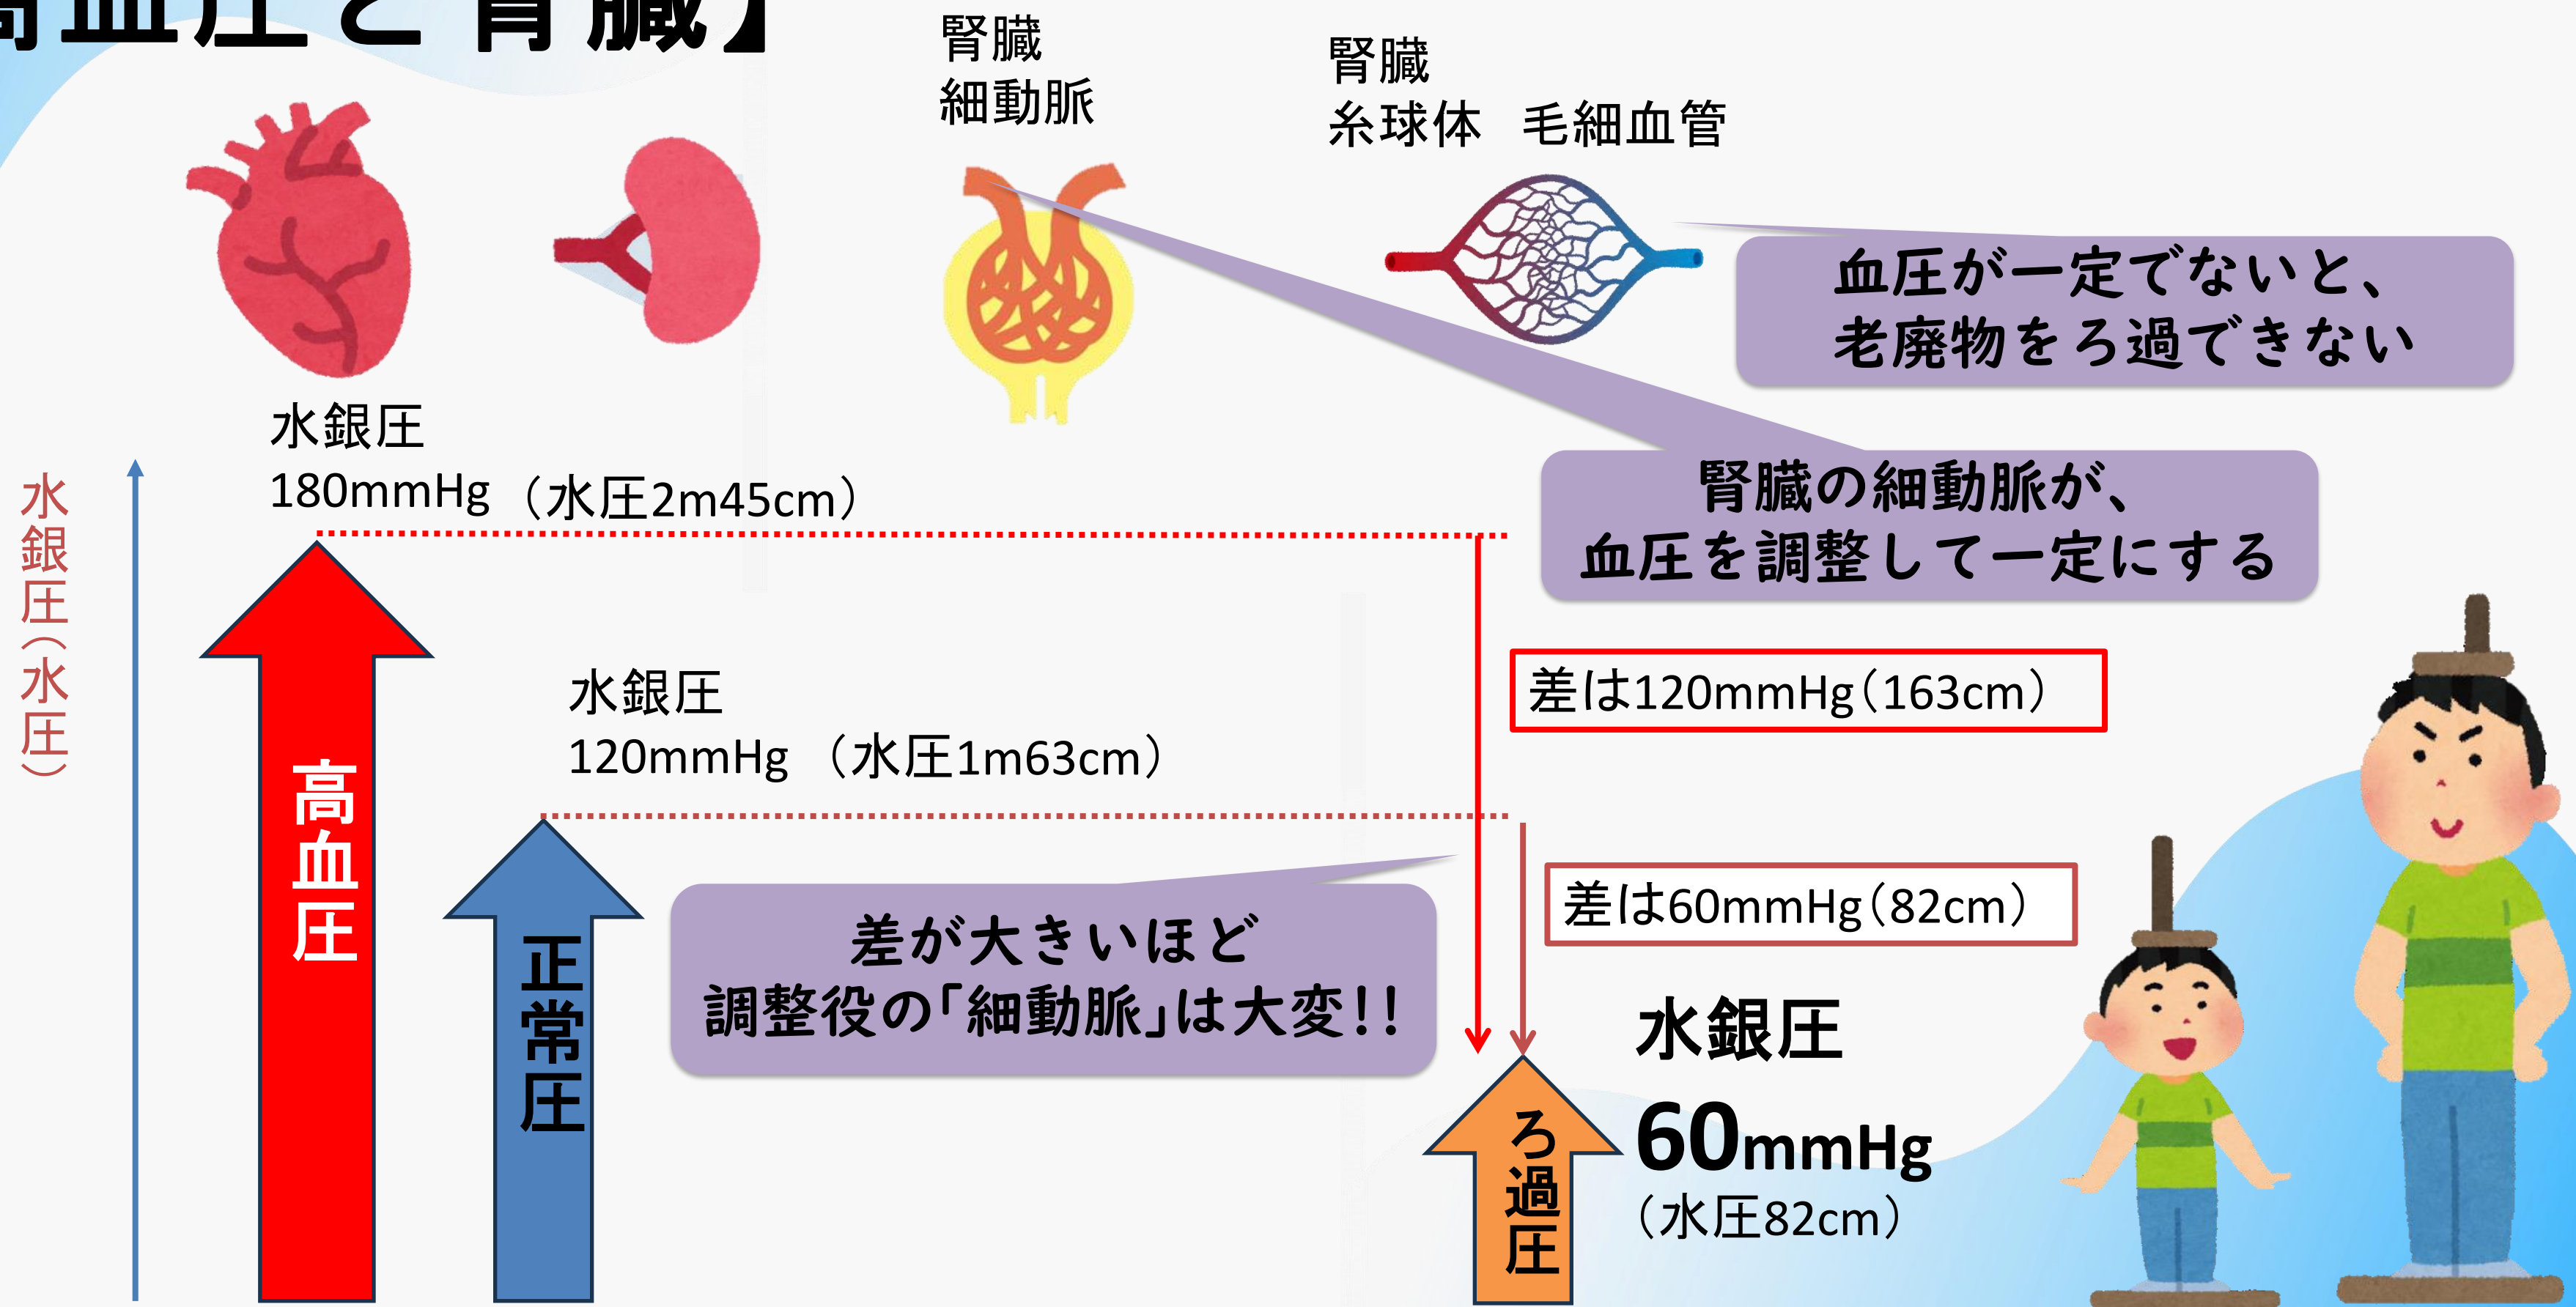 高血圧と腎臓】
腎臓
細動脈
腎臓
糸球体 毛細血管
血圧が一定でないと、
老廃物をろ過できない
水銀圧
180mmHg（水圧2m45cm）
腎臓の細動脈が、
血圧を調整して一定にする
水銀圧（水圧）
差は120mmHg（163cm）
水銀圧
120mmHg （水圧1m63cm）
高血圧
正常圧
差が大きいほど
調整役の「細動脈」は大変!!
差は60mmHg（82cm）
水銀圧
60mmHg
（水圧82cm）
ろ過圧